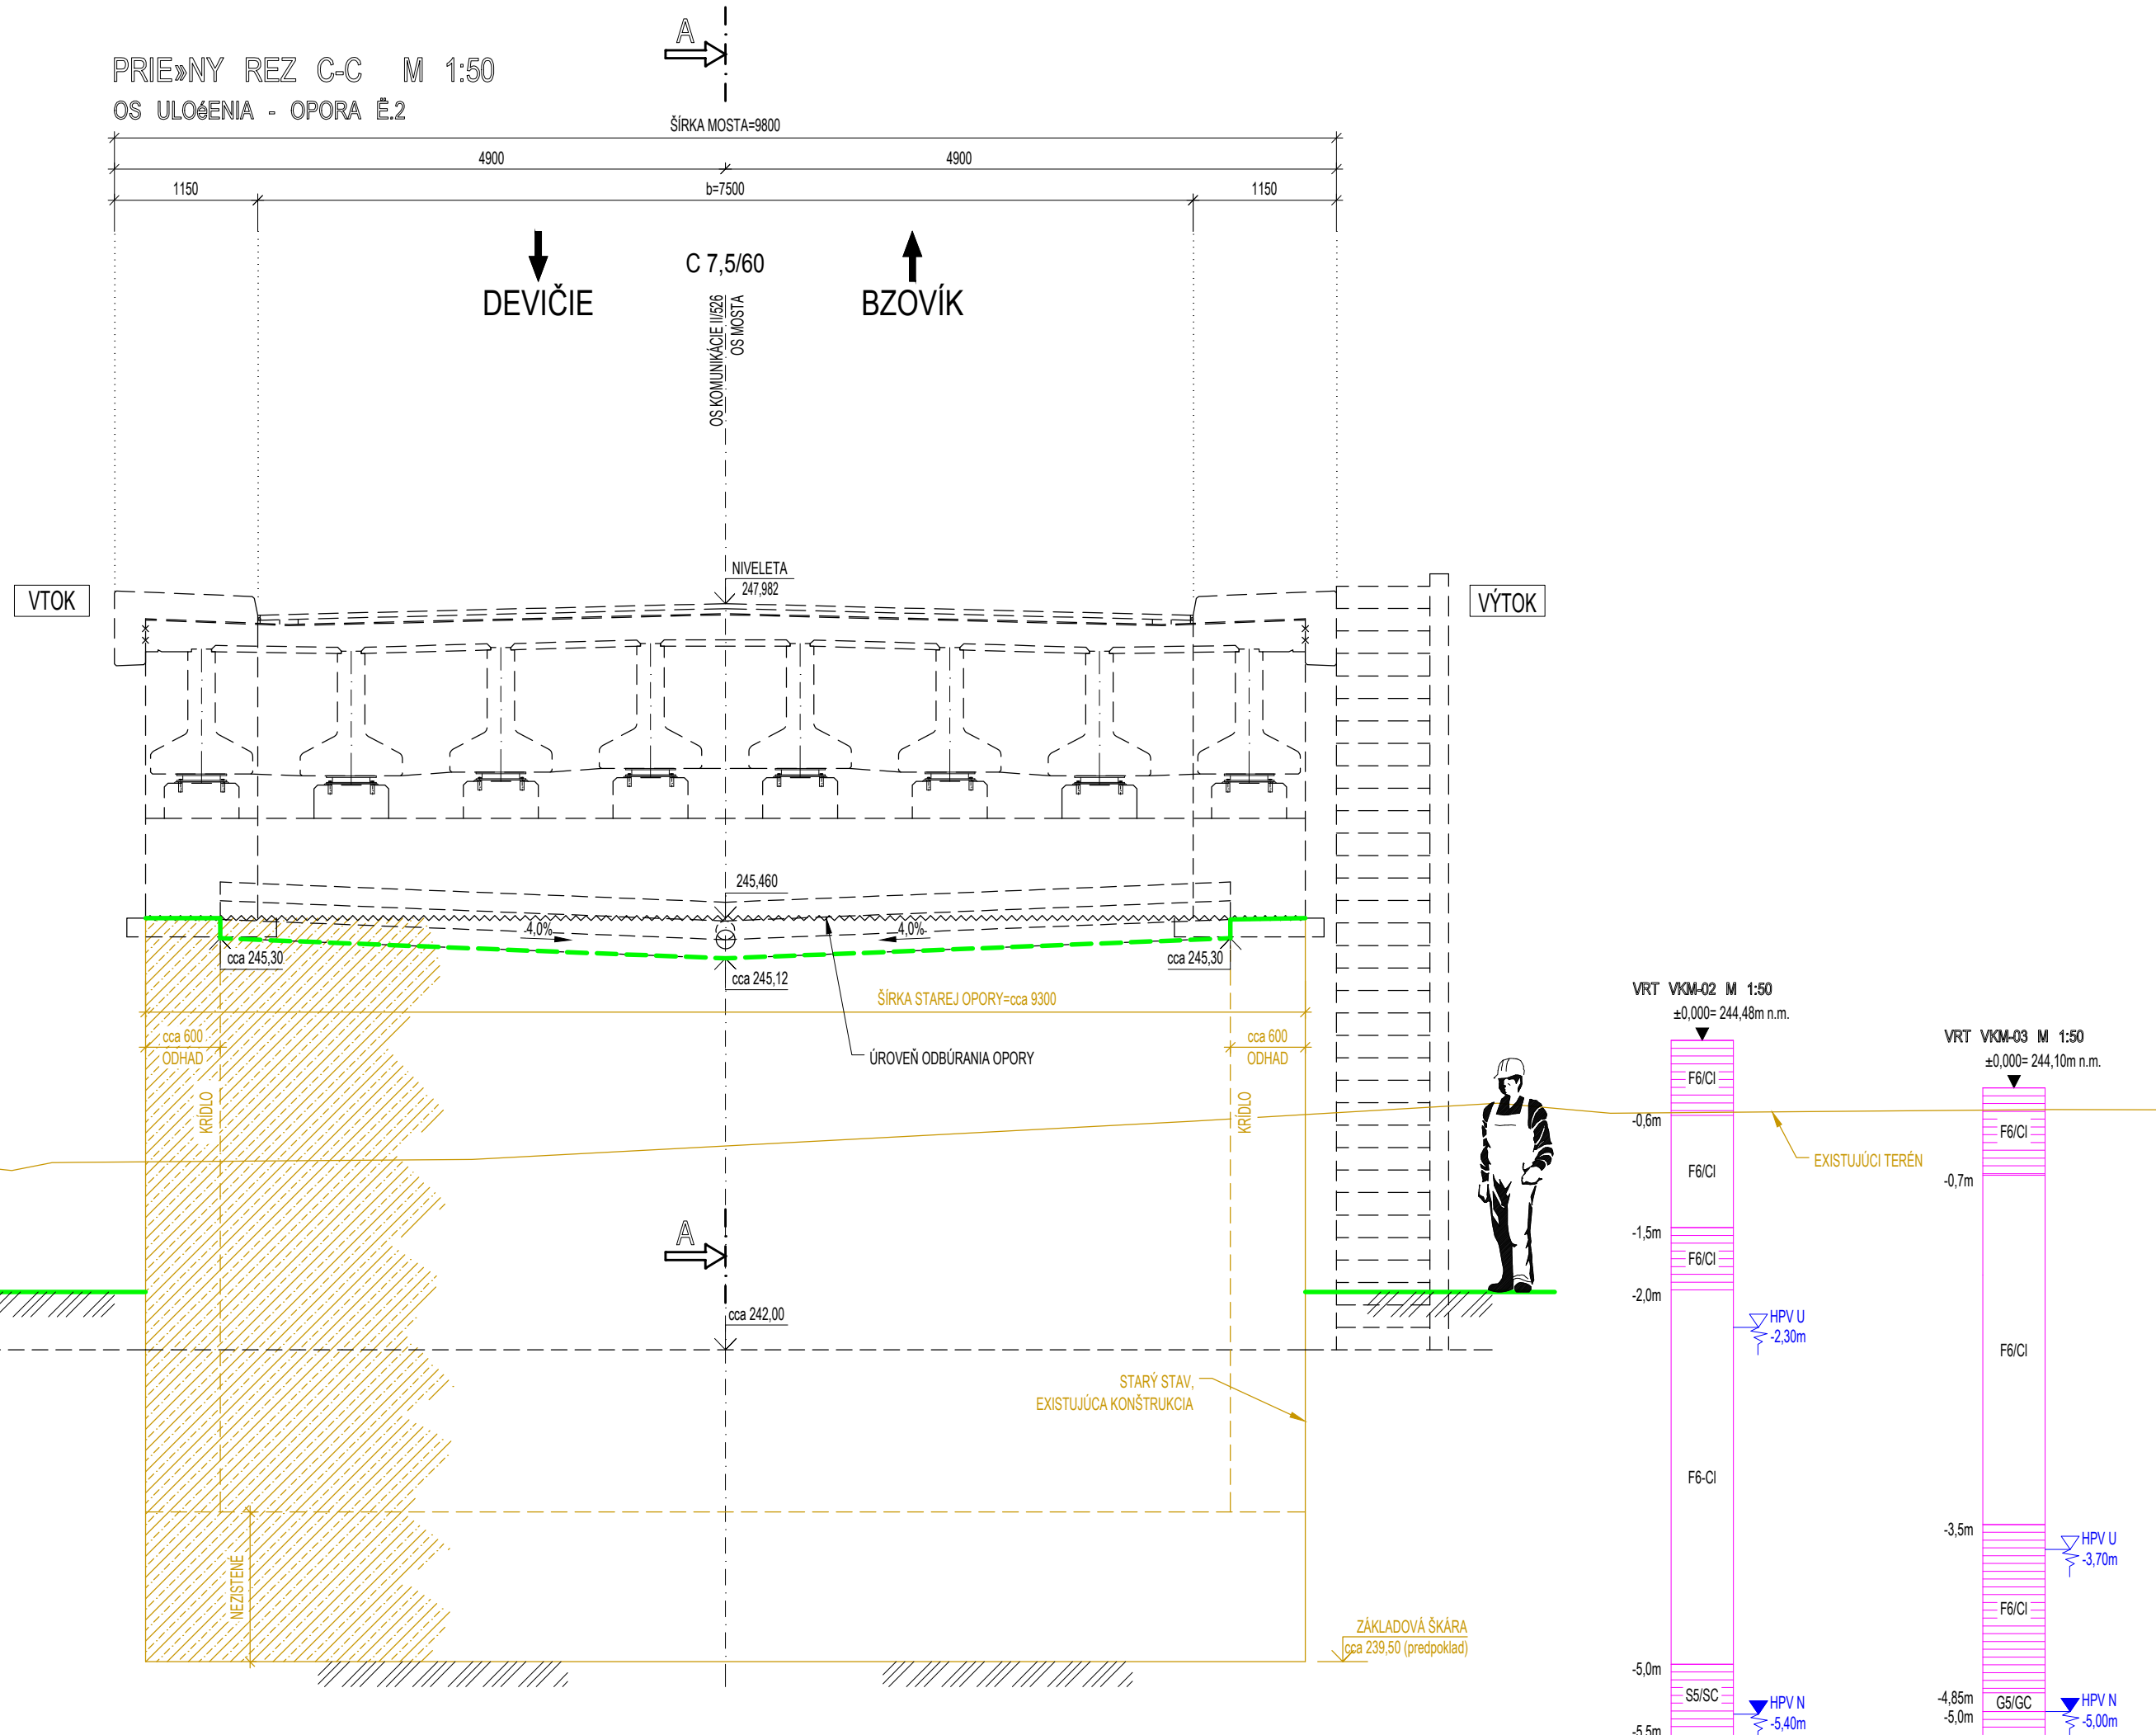 A
PRIE»NY REZ C-C M 1:50
OS ULOéENIA - OPORA Ë.2
ŠÍRKA MOSTA=9800
4900
4900
1150
b=7500
1150
C 7,5/60
DEVIČIE
BZOVÍK
OS KOMUNIKÁCIE II/526
OS MOSTA
NIVELETA
247,982
VTOK
VÝTOK
245,460
4,0%
4,0%
cca 245,30
cca 245,12
cca 245,30
ŠÍRKA STAREJ OPORY=cca 9300
cca 600
ODHAD
cca 600
ODHAD
ÚROVEŇ ODBÚRANIA OPORY
KRÍDLO
KRÍDLO
VRT VKM-02 M 1:50
±0,000= 244,48m n.m.
VRT VKM-03 M 1:50
±0,000= 244,10m n.m.
F6/CI
-0,6m
F6/CI
F6/CI
-0,7m
EXISTUJÚCI TERÉN
-1,5m
F6/CI
-2,0m
A
cca 242,00
HPV U
-2,30m
F6/CI
STARÝ STAV,
EXISTUJÚCA KONŠTRUKCIA
F6-CI
-3,5m
HPV U
-3,70m
NEZISTENÉ
F6/CI
ZÁKLADOVÁ ŠKÁRA
cca 239,50 (predpoklad)
-5,0m
S5/SC
HPV N
-5,40m
-5,5m
-4,85m
-5,0m
G5/GC
HPV N
-5,00m